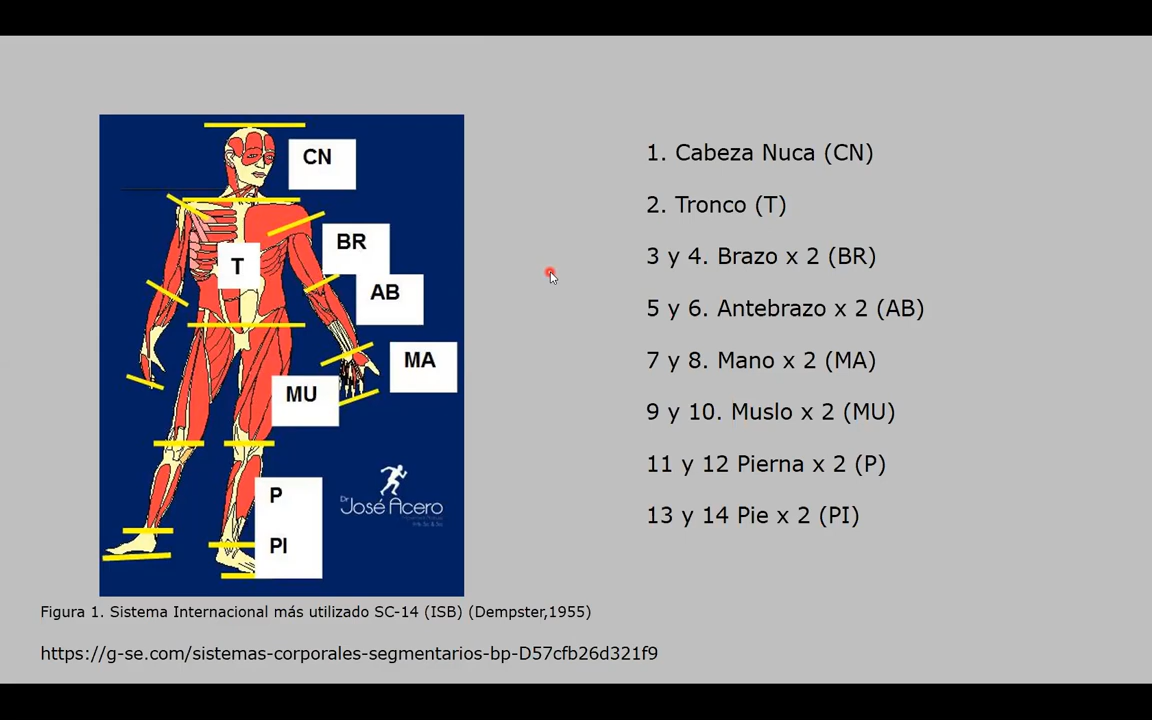 CN
BR
T
AB
MA
MU
P
PI
Dr
José Acero
1. Cabeza Nuca (CN)
2. Tronco (T)
3 y 4. Brazo x 2 (BR)
5 y 6. Antebrazo x 2 (AB)
7 y 8. Mano x 2 (MA)
9 y 10. Muslo x 2 (MU)
11 y 12 Pierna x 2 (P)
13 y 14 Pie x 2 (PI)
Figura 1. Sistema Internacional más utilizado SC-14 (ISB) (Dempster,1955)
https://g-se.com/sistemas-corporales-segmentarios-bp-D57cfb26d321f9